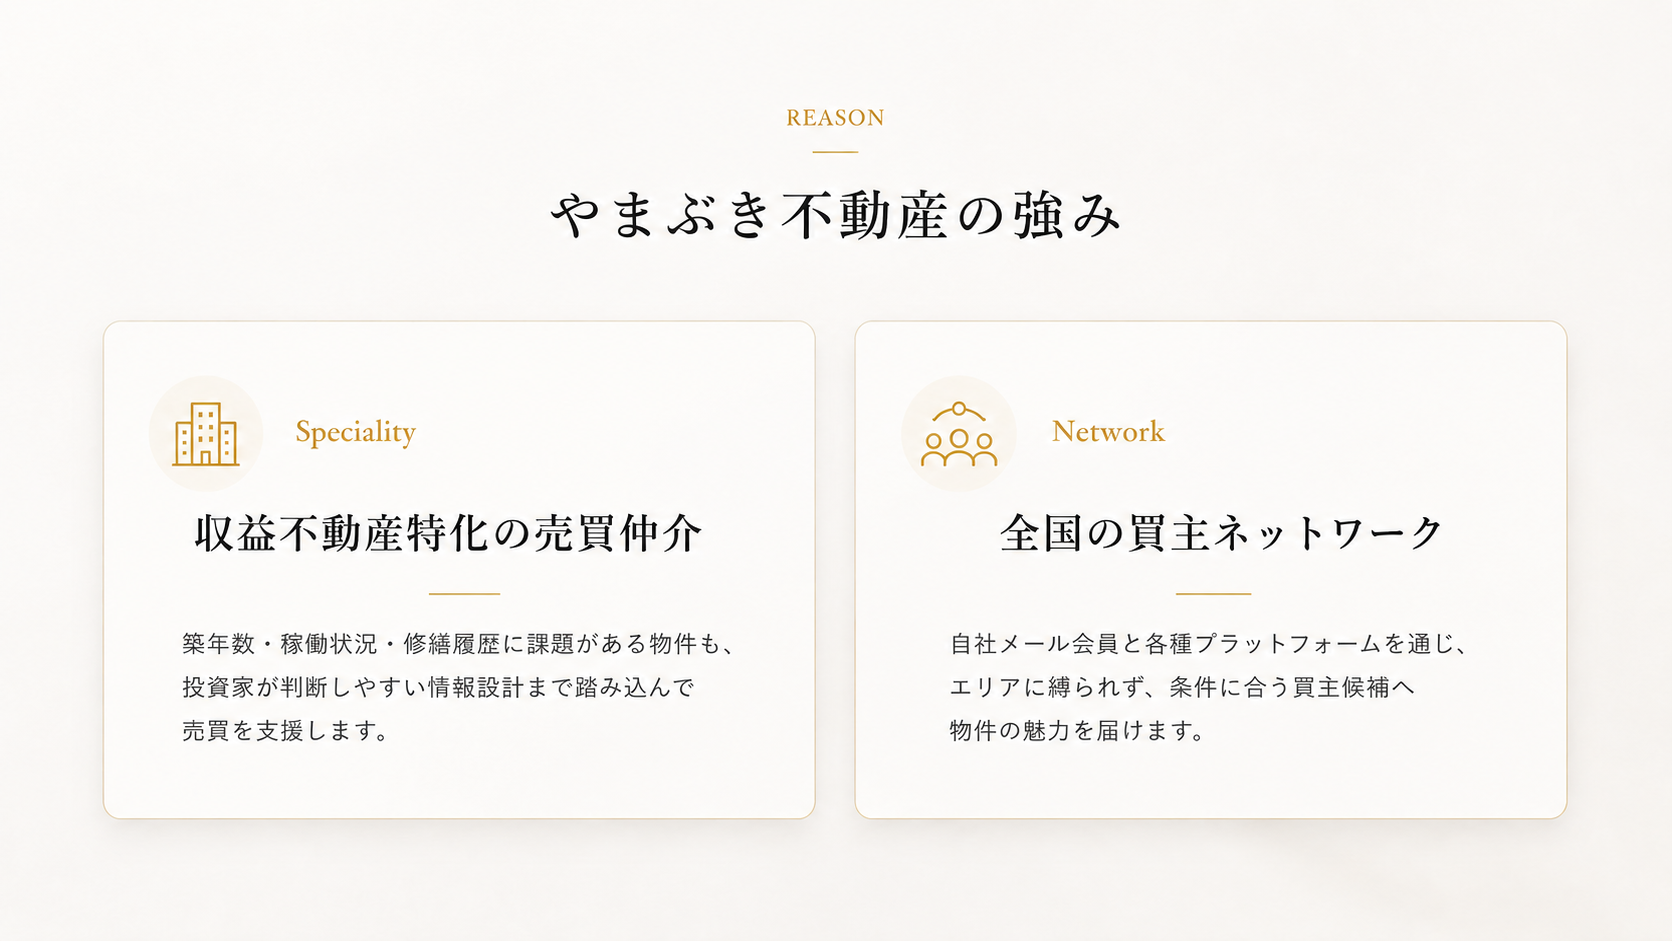 REASON
やまぶき不動産の強み
Speciality
収益不動産特化の売買仲介
築年数・稼働状況・修繕履歴に課題がある物件も、
投資家が判断しやすい情報設計まで踏み込んで
売買を支援します。
Network
全国の買主ネットワーク
自社メール会員と各種プラットフォームを通じ、
エリアに縛られず、条件に合う買主候補へ
物件の魅力を届けます。